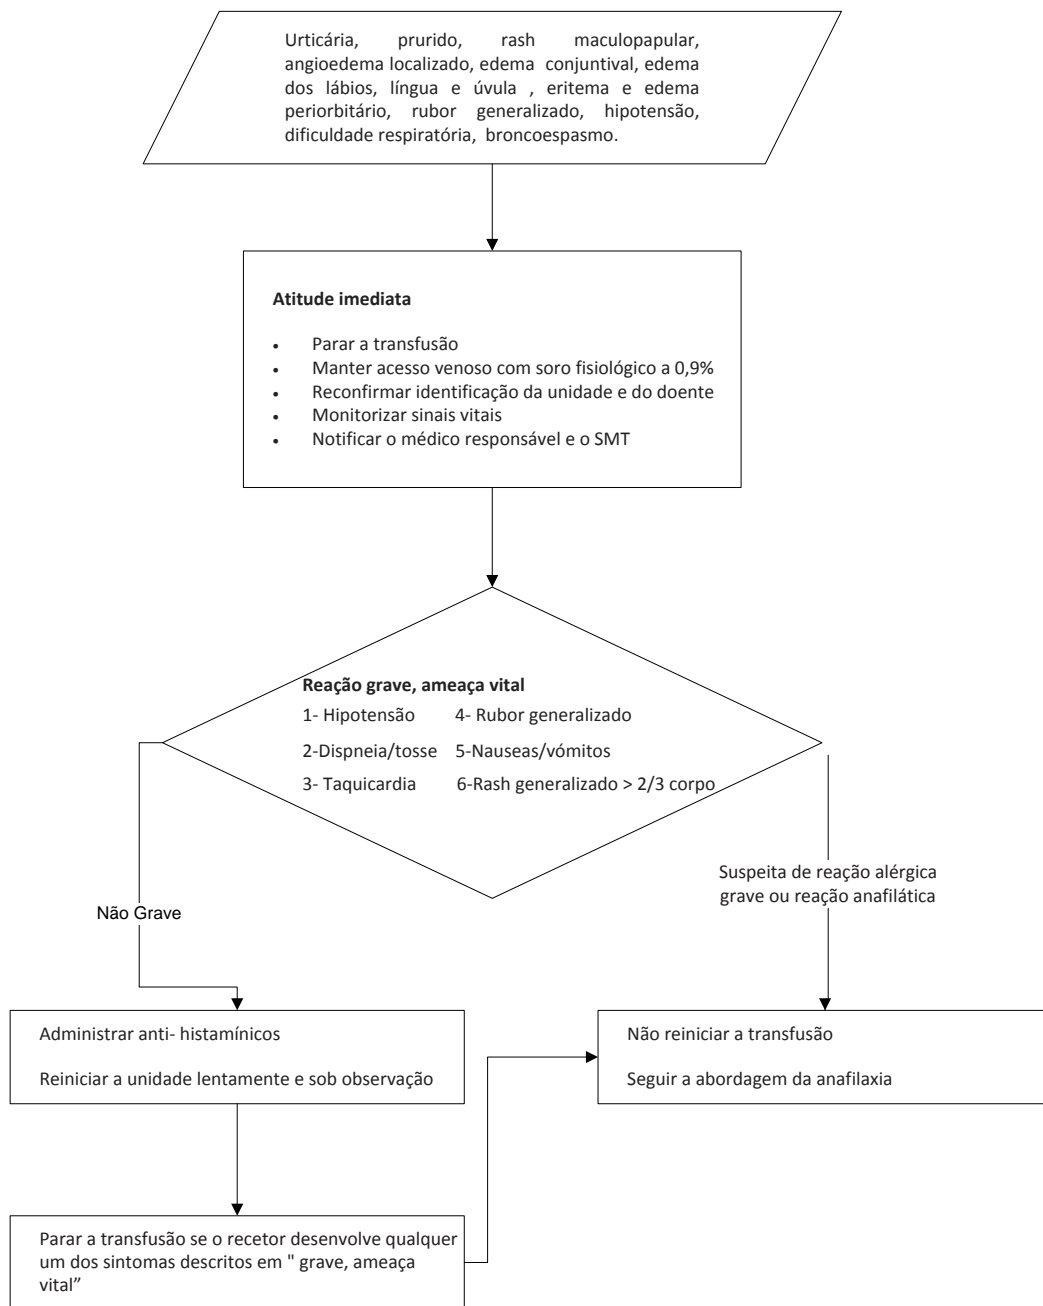 Urticária, prurido, rash maculopapular,
angioedema localizado, edema conjuntival, edema
dos lábios, língua e úvula , eritema e edema
periorbitário, rubor generalizado, hipotensão,
dificuldade respiratória, broncoespasmo.
Atitude imediata
• Parar a transfusão
• Manter acesso venoso com soro fisiológico a 0,9%
• Reconfirmar identificação da unidade e do doente
• Monitorizar sinais vitais
• Notificar o médico responsável e o SMT
Reação grave, ameaça vital
1- Hipotensão 4- Rubor generalizado
2-Dispneia/tosse 5-Nauseas/vómitos
3- Taquicardia 6-Rash generalizado > 2/3 corpo
Não Grave
Suspeita de reação alérgica
grave ou reação anafilática
Administrar anti- histamínicos
Reiniciar a unidade lentamente e sob observação
Não reiniciar a transfusão
Seguir a abordagem da anafilaxia
Parar a transfusão se o recetor desenvolve qualquer
um dos sintomas descritos em " grave, ameaça
vital”